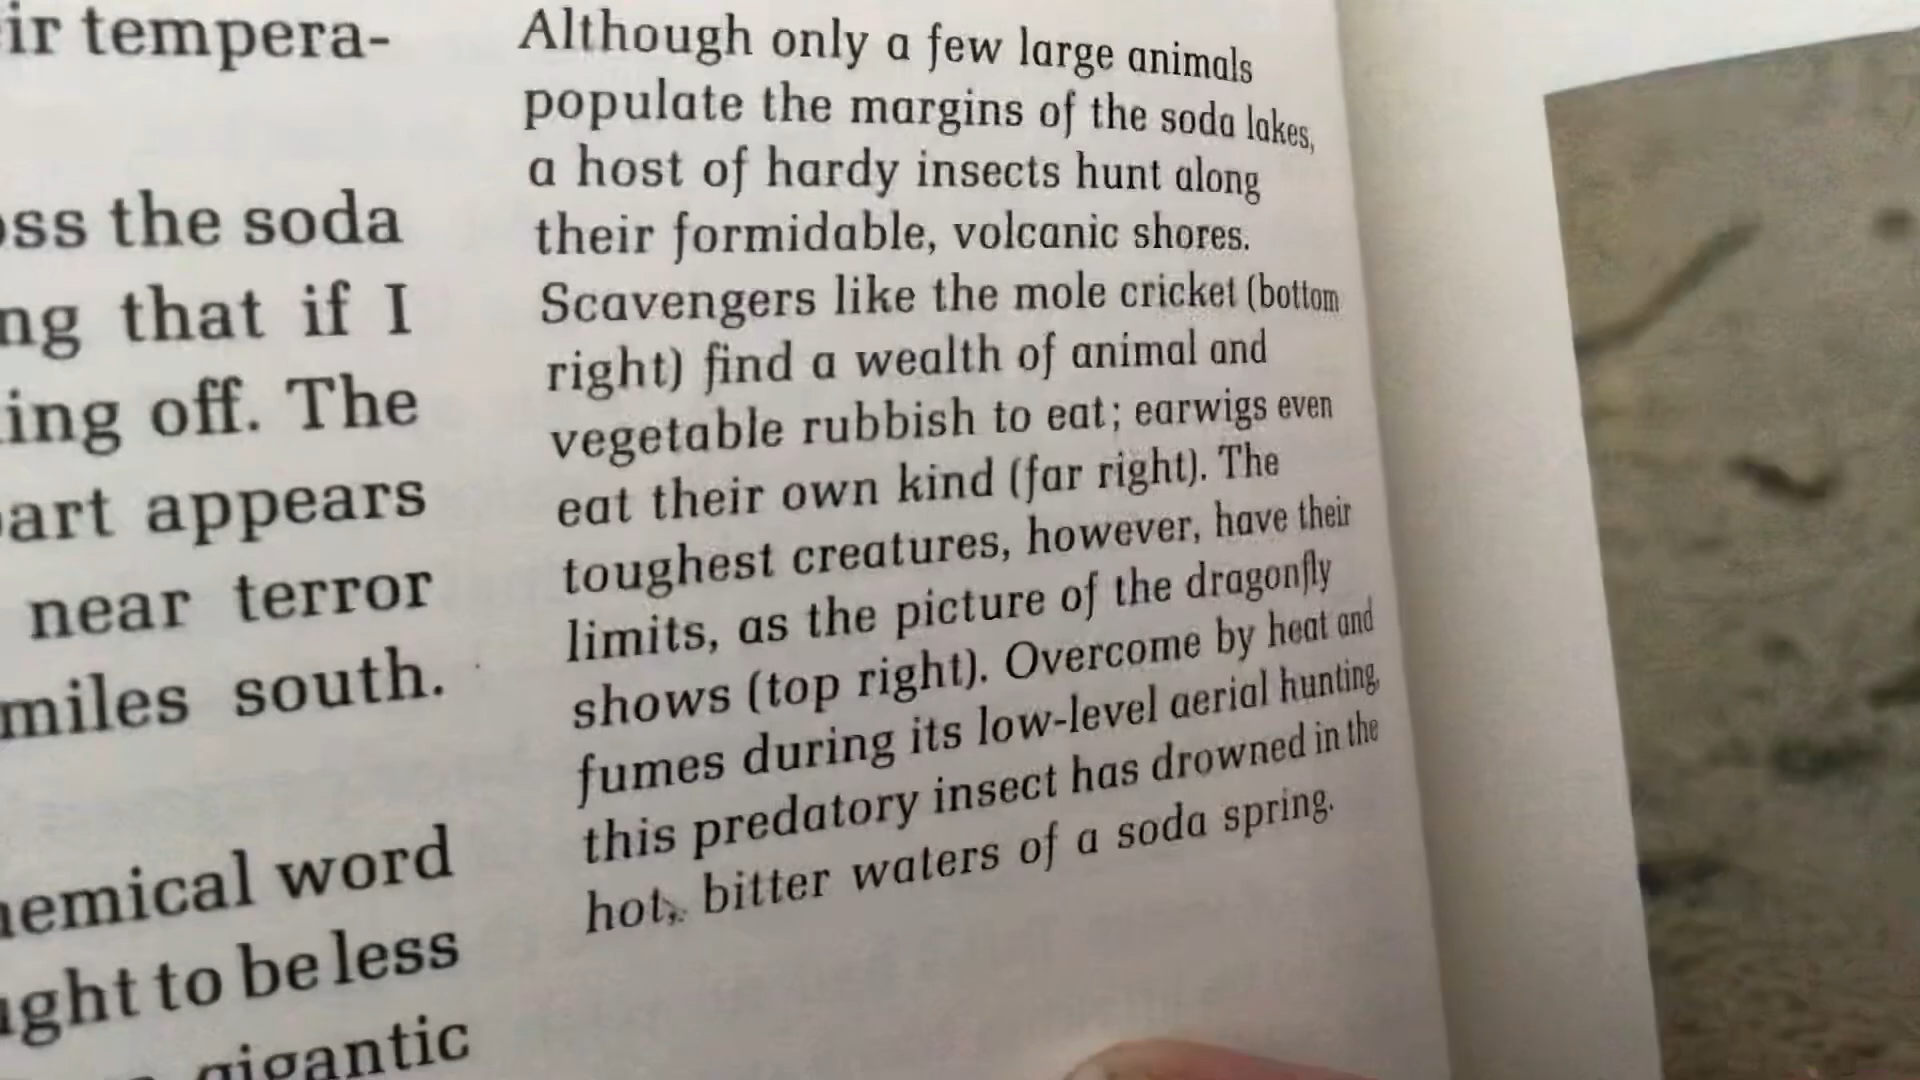 ir tempera-
oss the soda
ng that if I
ing off. The
part appears
near terror
miles south.
hemical word
ught to be less
gigantic
Although only a few large animals
populate the margins of the soda lakes,
a host of hardy insects hunt along
their formidable, volcanic shores.
Scavengers like the mole cricket (bottom
right) find a wealth of animal and
vegetable rubbish to eat; earwigs even
eat their own kind (far right). The
toughest creatures, however, have their
limits, as the picture of the dragonfly
shows (top right). Overcome by heat and
fumes during its low-level aerial hunting,
this predatory insect has drowned in the
hot, bitter waters of a soda spring.